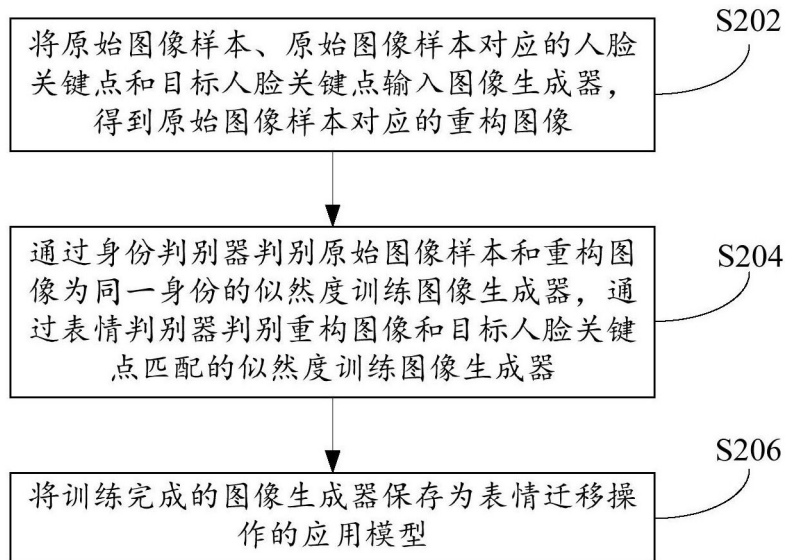 S202
将原始图像样本、原始图像样本对应的人脸
关键点和目标人脸关键点输入图像生成器，
得到原始图像样本对应的重构图像
S204
通过身份判别器判别原始图像样本和重构图
像为同一身份的似然度训练图像生成器，通
过表情判别器判别重构图像和目标人脸关键
点匹配的似然度训练图像生成器
S206
将训练完成的图像生成器保存为表情迁移操
作的应用模型